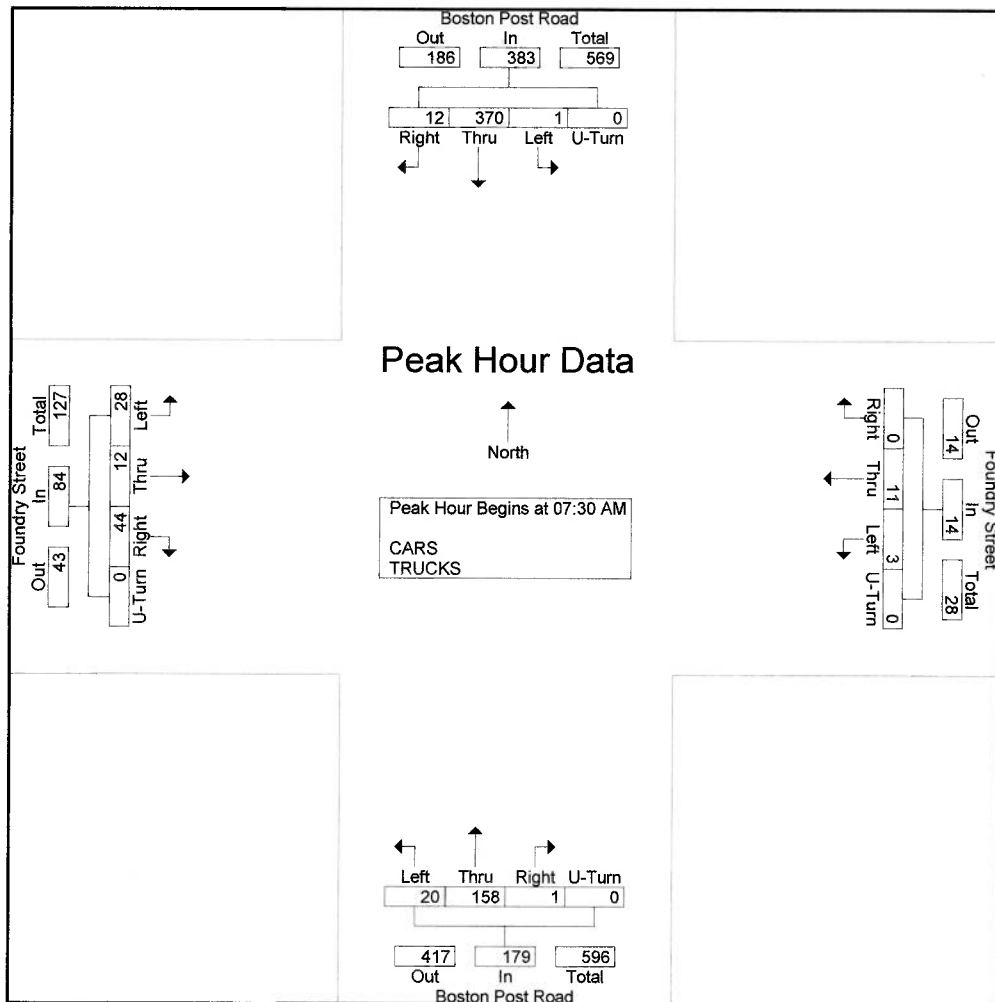 Boston Post Road
Out In Total
186 383 569
12 370 1 0
Right Thru Left U-Turn
Peak Hour Data
North
Peak Hour Begins at 07:30 AM
CARS
TRUCKS
Foundry Street
Out In Total
43 84 127
0 44 12 28
U-Turn Right Thru Left
Foundry Street
Out In Total
14 14 28
Right Thru Left U-Turn
0 11 3 0
Left Thru Right U-Turn
20 158 1 0
417 179 596
Out In Total
Boston Post Road